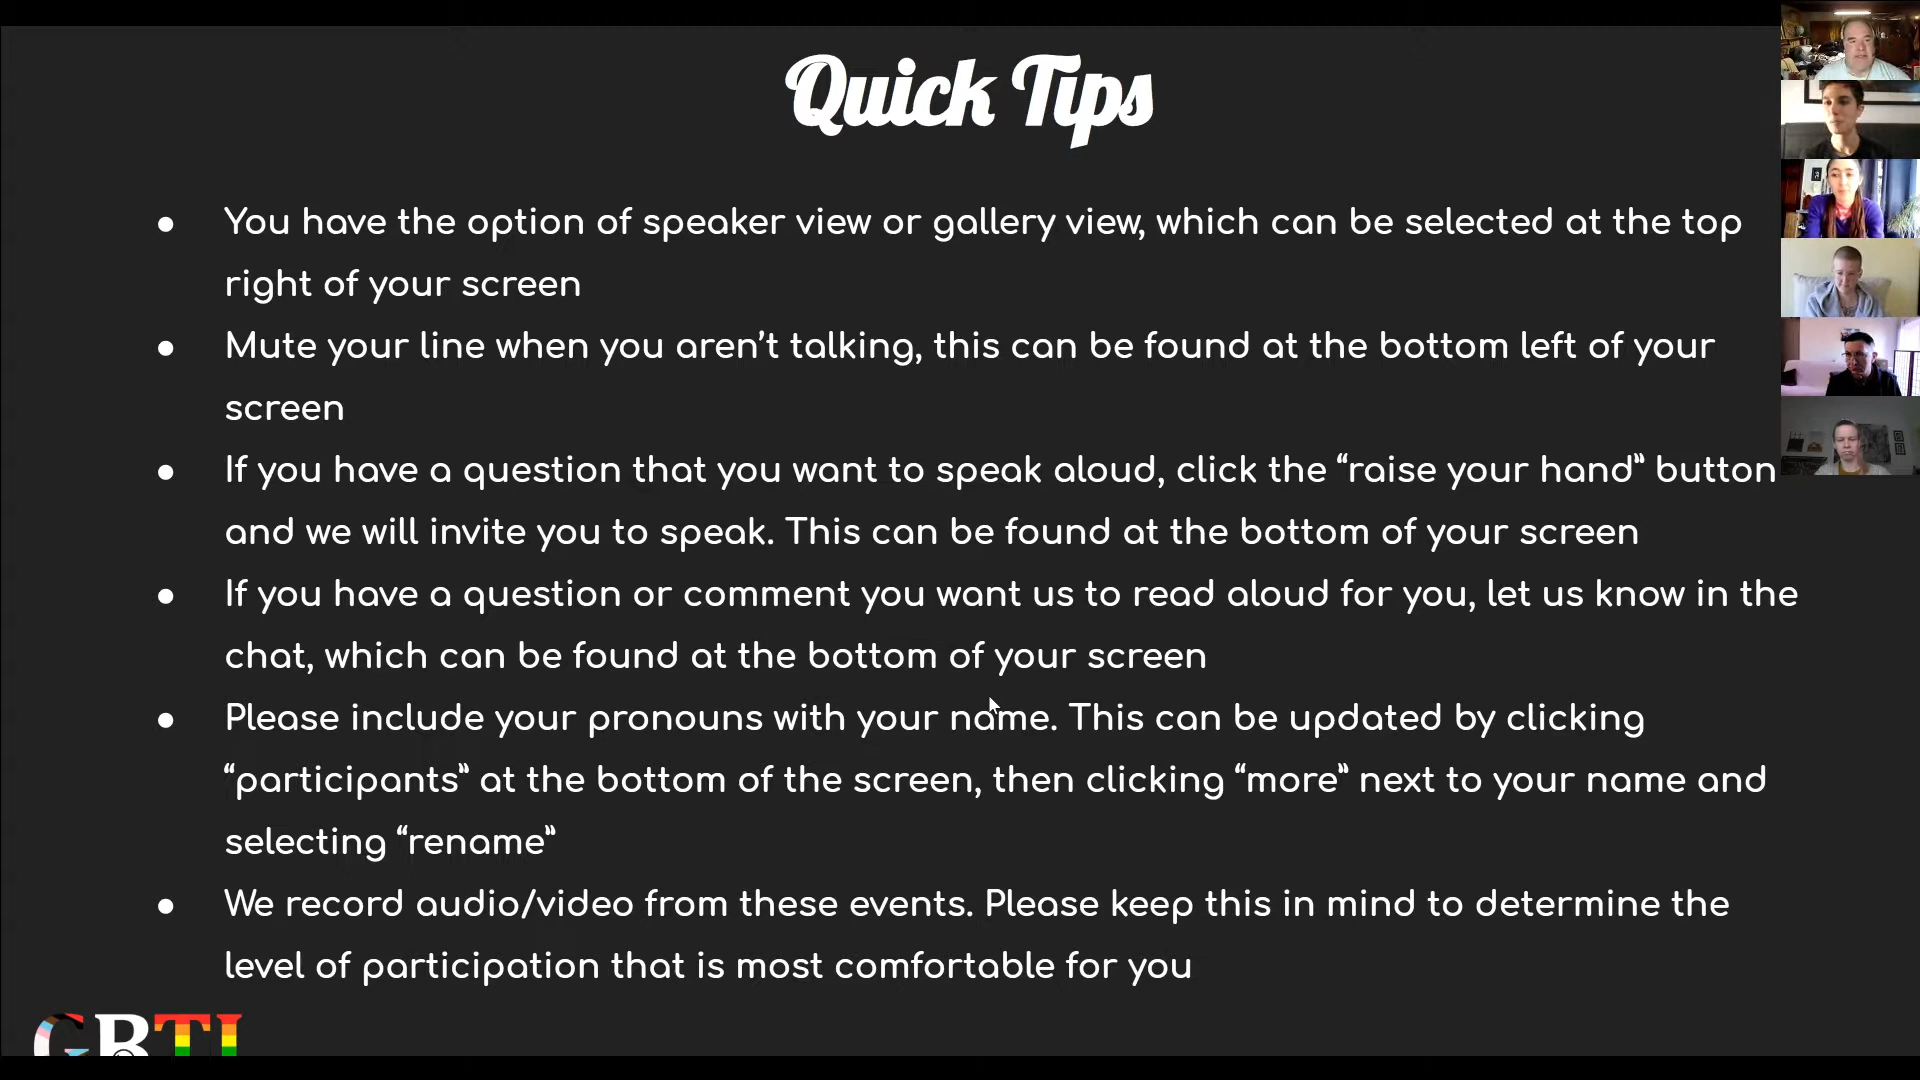 Quick Tips
● You have the option of speaker view or gallery view, which can be selected at the top
right of your screen
● Mute your line when you aren’t talking, this can be found at the bottom left of your
screen
● If you have a question that you want to speak aloud, click the “raise your hand” button
and we will invite you to speak. This can be found at the bottom of your screen
● If you have a question or comment you want us to read aloud for you, let us know in the
chat, which can be found at the bottom of your screen
● Please include your pronouns with your name. This can be updated by clicking
“participants” at the bottom of the screen, then clicking “more” next to your name and
selecting “rename”
● We record audio/video from these events. Please keep this in mind to determine the
level of participation that is most comfortable for you